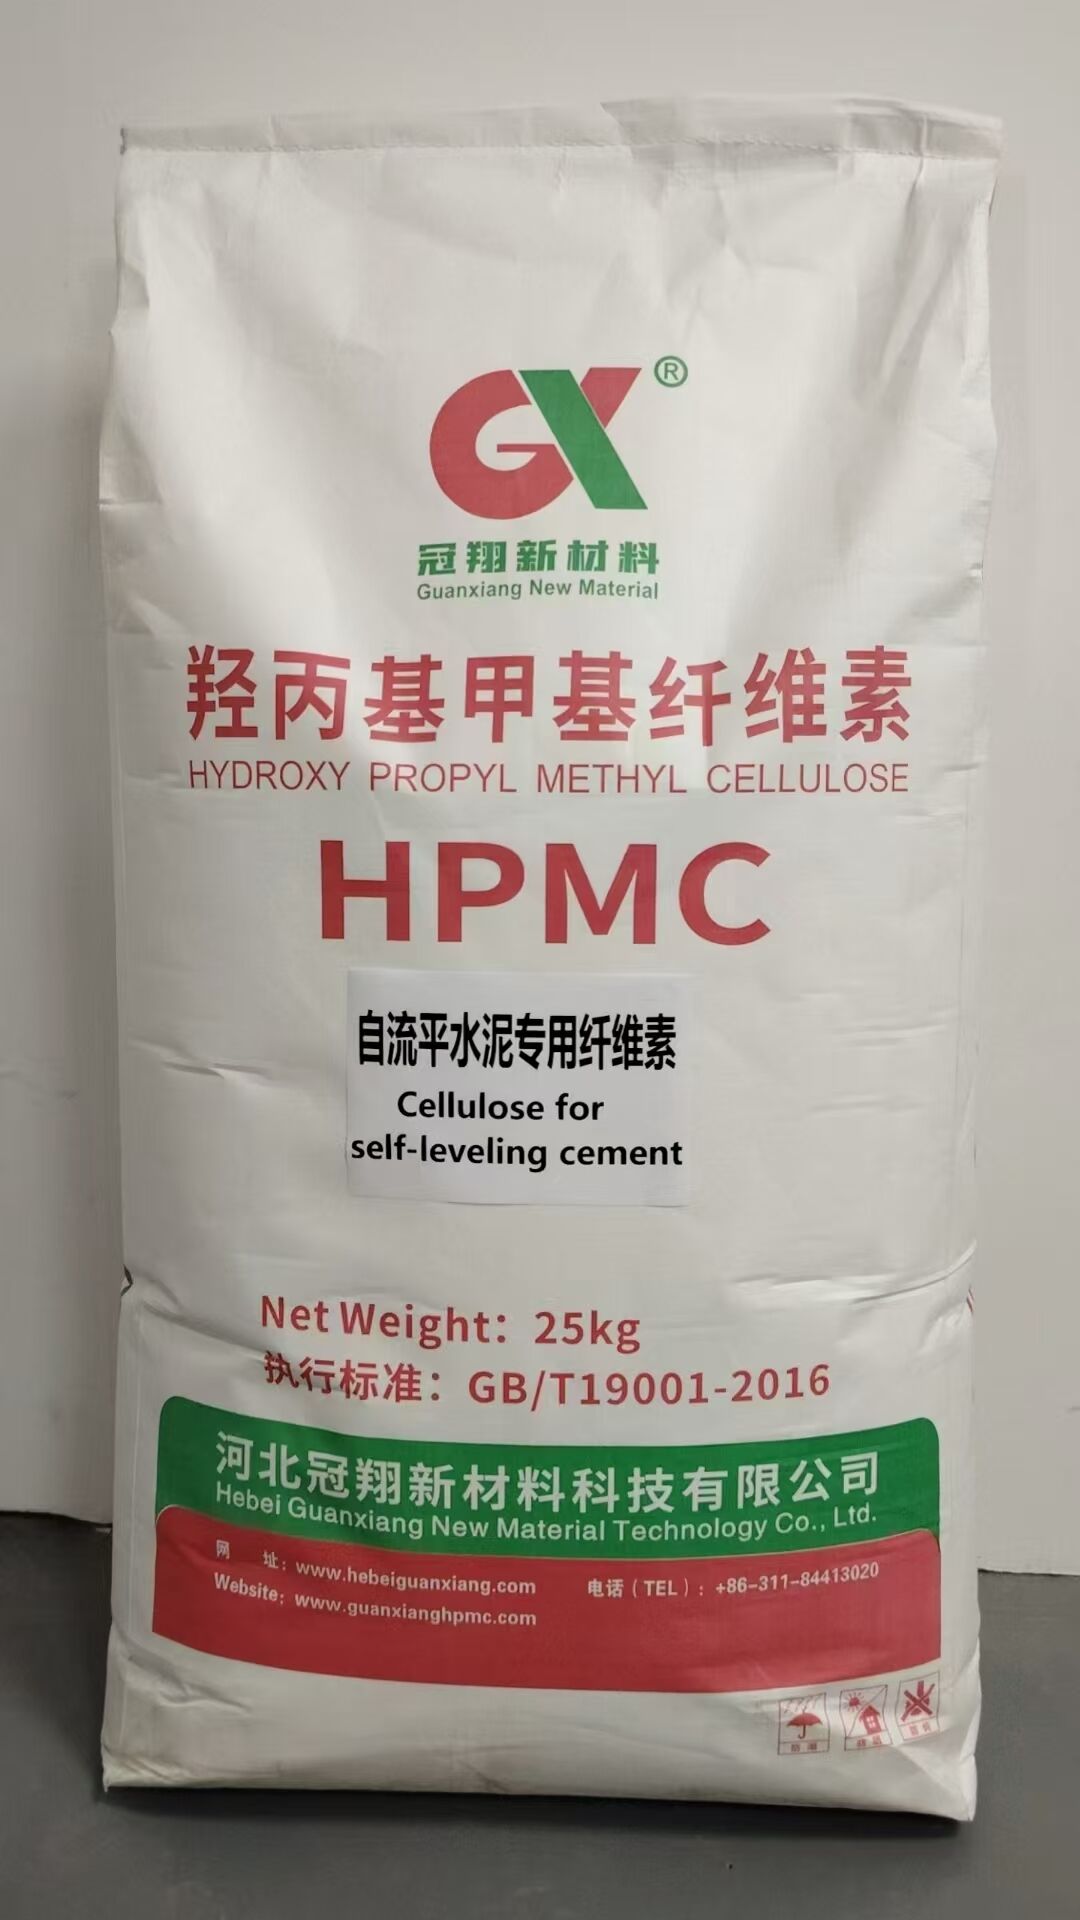 GX®
冠翔新材料
Guanxiang New Material
羟丙基甲基纤维素
HYDROXY PROPYL METHYL CELLULOSE
HPMC
自流平水泥专用纤维素
Cellulose for
self-leveling cement
Net Weight: 25kg
执行标准：GB/T19001-2016
河北冠翔新材料科技有限公司
Hebei Guanxiang New Material Technology Co., Ltd.
网 址：www.hebeiguanxiang.com 电话（TEL）：+86-311-84413020
Website: www.guanxianghpmc.com